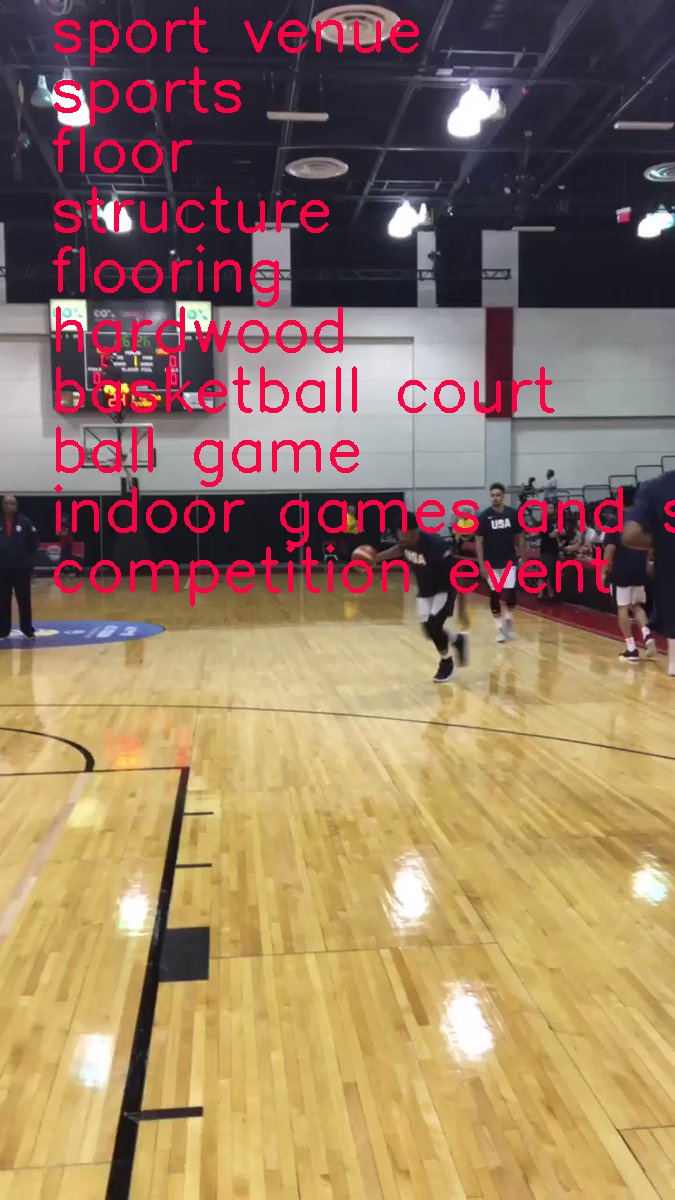 sport venue
sports
floor
structure
flooring
hardwood
basketball court
ball game
indoor games and s
competition event
USA